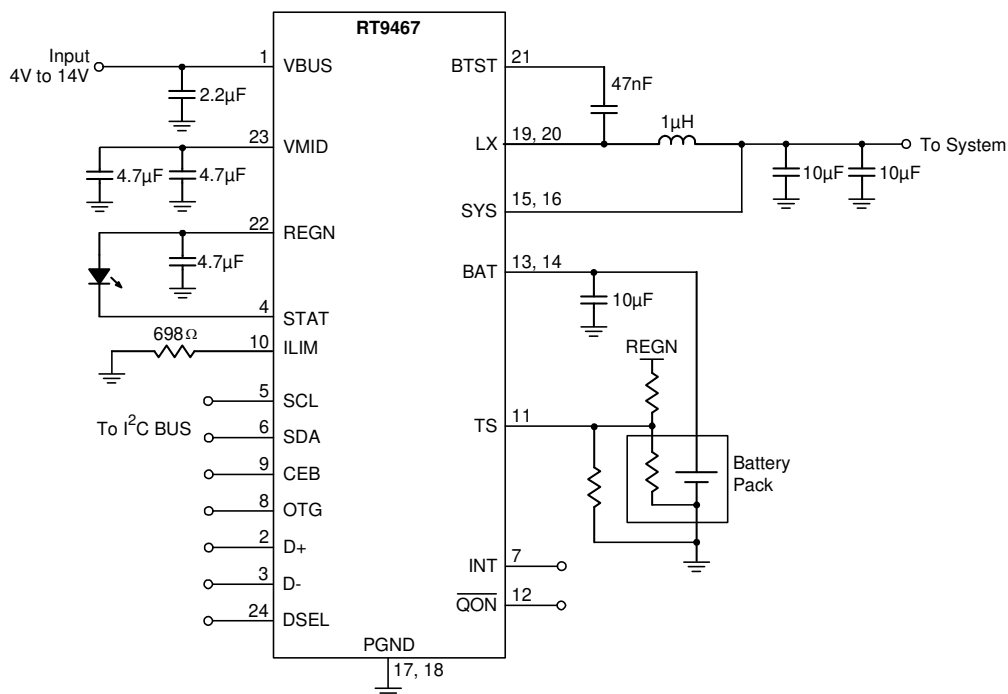 RT9467
Input
4V to 14V
1
VBUS
2.2µF
23
VMID
4.7µF
4.7µF
22
REGN
4.7µF
4
STAT
698Ω
10
ILIM
5
SCL
To I²C BUS
6
SDA
9
CEB
8
OTG
2
D+
3
D-
24
DSEL
PGND
17, 18
BTST
21
47nF
LX
19, 20
1µH
To System
10µF
10µF
SYS
15, 16
BAT
13, 14
10µF
REGN
TS
11
Battery
Pack
INT
7
Q̅O̅N̅
12